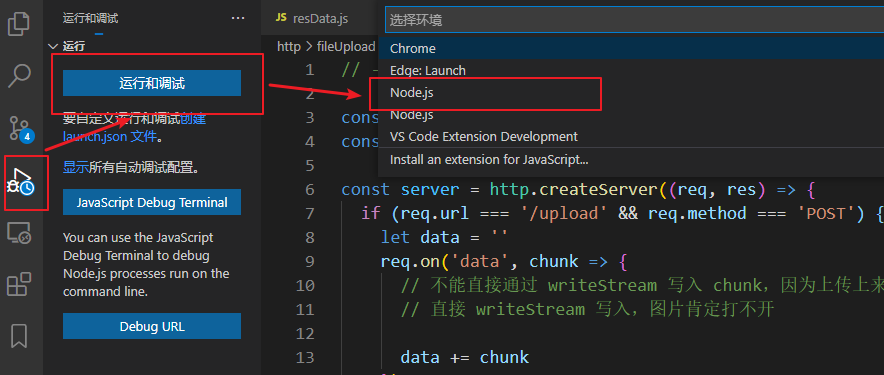 运行和调试
···
运行
运行和调试
要自定义运行和调试创建
launch.json 文件。
显示所有自动调试配置。
JavaScript Debug Terminal
You can use the JavaScript
Debug Terminal to debug
Node.js processes run on the
command line.
Debug URL
4
JS resData.js
http › fileUpload
选择环境
Chrome
Edge: Launch
Node.js
Node.js
VS Code Extension Development
Install an extension for JavaScript...
1 //
2
3 cons
4 cons
5
6 const server = http.createServer((req, res) => {
7 if (req.url === '/upload' && req.method === 'POST') {
8 let data = ''
9 req.on('data', chunk => {
10 // 不能直接通过 writeStream 写入 chunk，因为上传上来
11 // 直接 writeStream 写入，图片肯定打不开
12
13 data += chunk